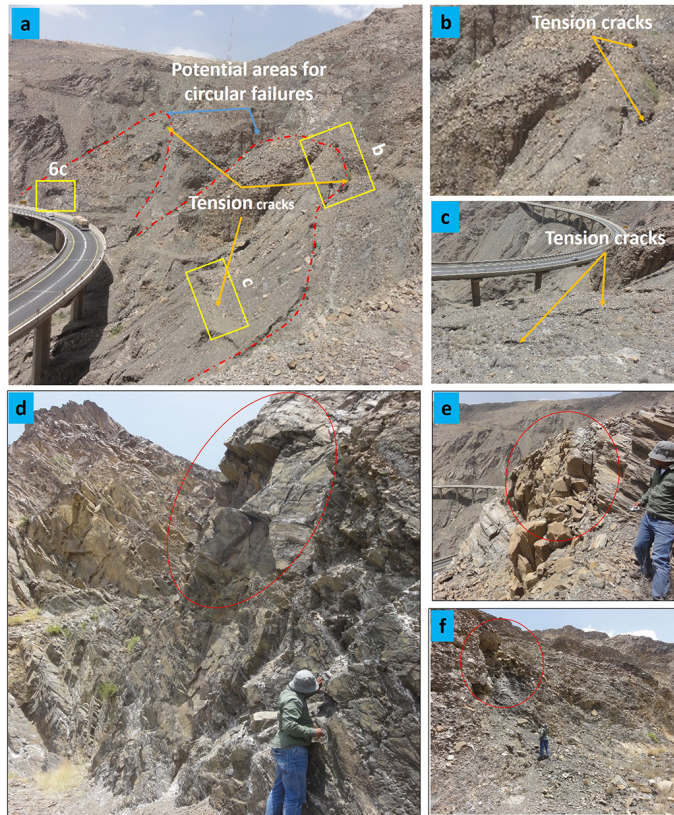 a
Potential areas for
circular failures
b
6c
Tension cracks
c
b
Tension cracks
c
Tension cracks
d
e
f